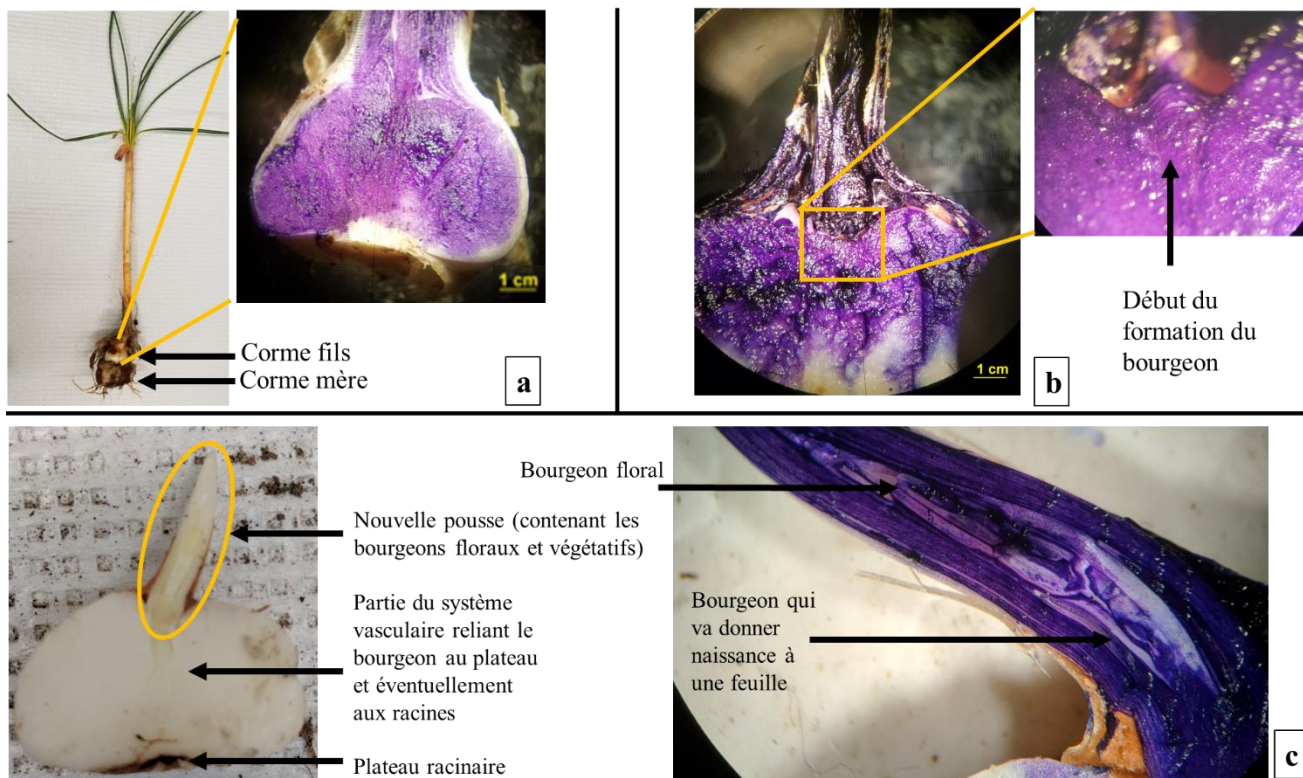 1 cm
Corme fils
Corme mère
a
1 cm
b
Début du
formation du
bourgeon
Bourgeon floral
Nouvelle pousse (contenant les
bourgeons floraux et végétatifs)
Partie du système
vasculaire reliant le
bourgeon au plateau
et éventuellement
aux racines
Plateau racinaire
Bourgeon qui
va donner
naissance à
une feuille
c